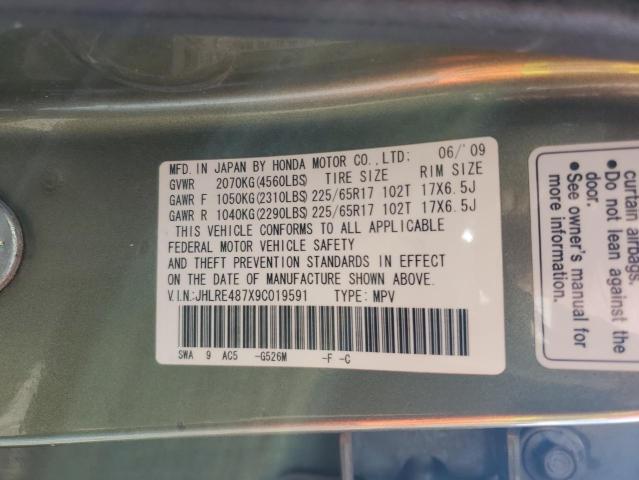 MFD. IN JAPAN BY HONDA MOTOR CO.,LTD: 06/'09
GVWR 2070KG(4560LBS) TIRE SIZE RIM SIZE
GAWR F 1050KG(2310LBS) 225/65R17 102T 17X6.5J
GAWR R 1040KG(2290LBS) 225/65R17 102T 17X6.5J
THIS VEHICLE CONFORMS TO ALL APPLICABLE
FEDERAL MOTOR VEHICLE SAFETY
AND THEFT PREVENTION STANDARDS IN EFFECT
ON THE DATE OF MANUFACTURE SHOWN ABOVE.
V.I.N.:JHLRE487X9C019591 TYPE: MPV
SWA 9 AC5 -G526M -F -C
curtain airbags.
• Do not lean against the
door.
• See owner's manual for
more information.